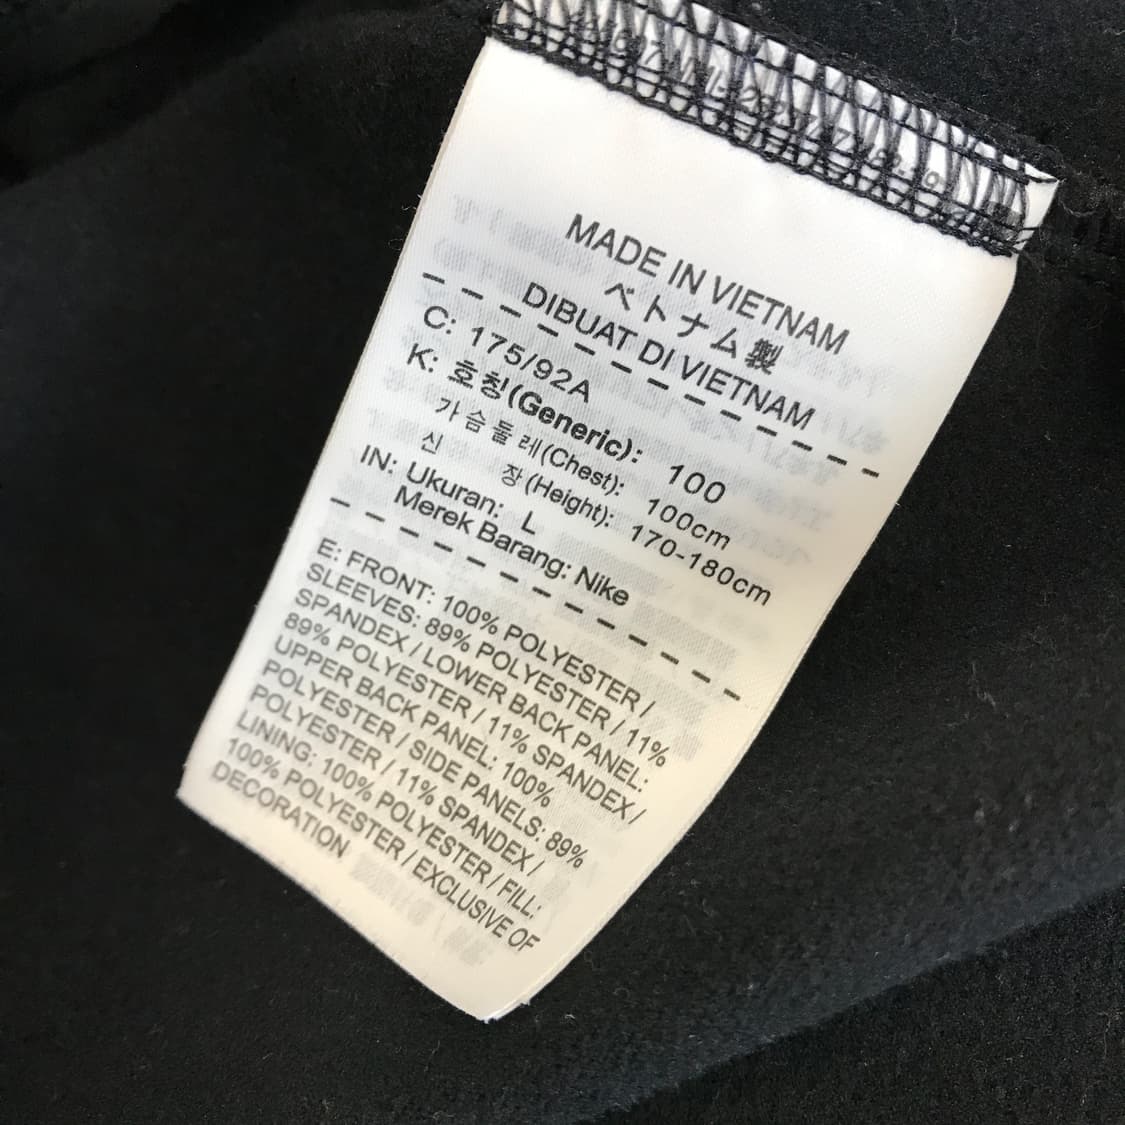 MADE IN VIETNAM
ベトナム製
DIBUAT DI VIETNAM
C: 175/92A
K: 호칭(Generic): 100
가슴둘레(Chest): 100cm
신 장(Height): 170-180cm
IN: Ukuran: L
Merek Barang: Nike
E: FRONT: 100% POLYESTER /
SLEEVES: 89% POLYESTER / 11%
SPANDEX / LOWER BACK PANEL:
89% POLYESTER / 11% SPANDEX /
UPPER BACK PANEL: 100%
POLYESTER / SIDE PANELS: 89%
POLYESTER / 11% SPANDEX /
LINING: 100% POLYESTER / FILL:
100% POLYESTER / EXCLUSIVE OF
DECORATION